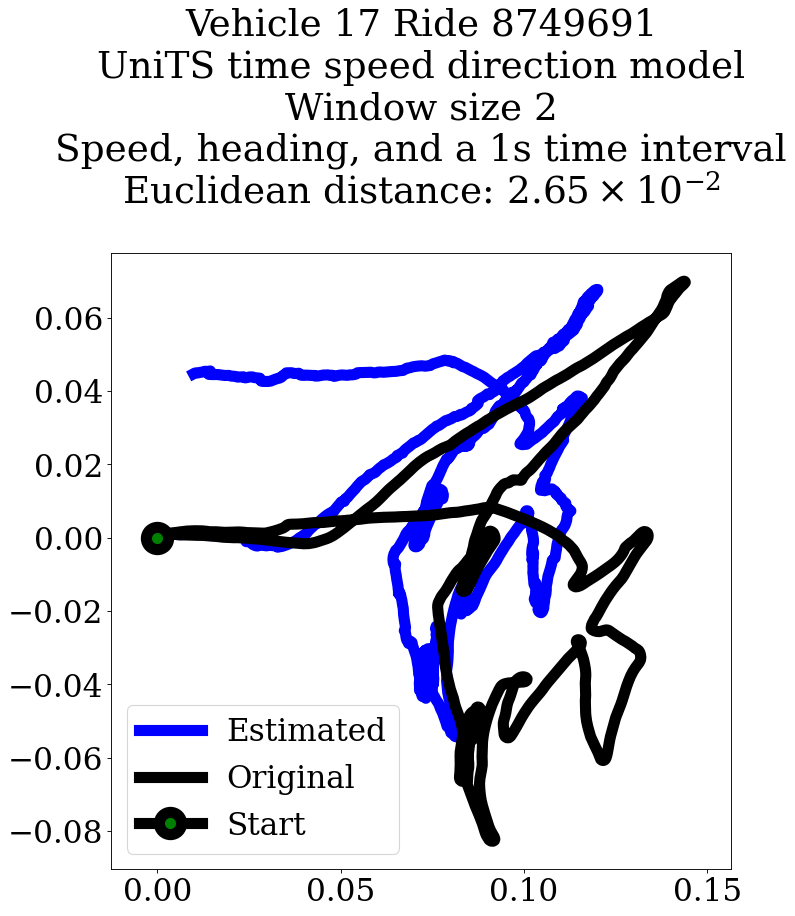 Vehicle 17 Ride 8749691
UniTS time speed direction model
Window size 2
Speed, heading, and a 1s time interval
Euclidean distance: 2.65 × 10⁻²
0.06
0.04
0.02
0.00
−0.02
−0.04
−0.06
−0.08
Estimated
Original
Start
0.00 0.05 0.10 0.15